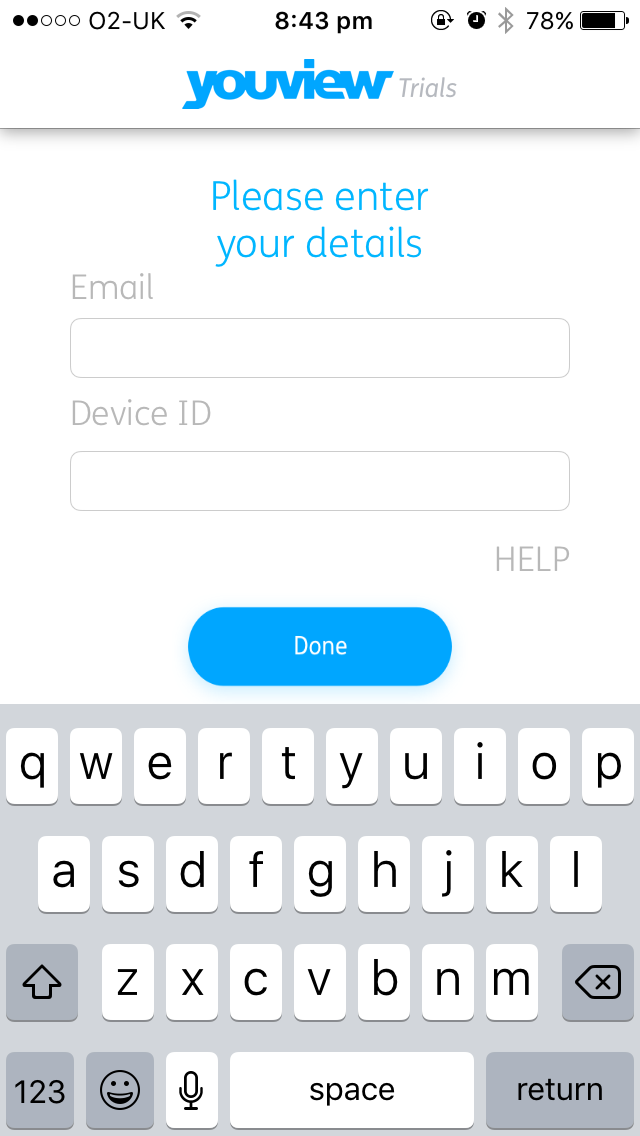 O2-UK 8:43 pm 78%
youview Trials
Please enter
your details
Email
Device ID
HELP
Done
q w e r t y u i o p
a s d f g h j k l
z x c v b n m
123 space return